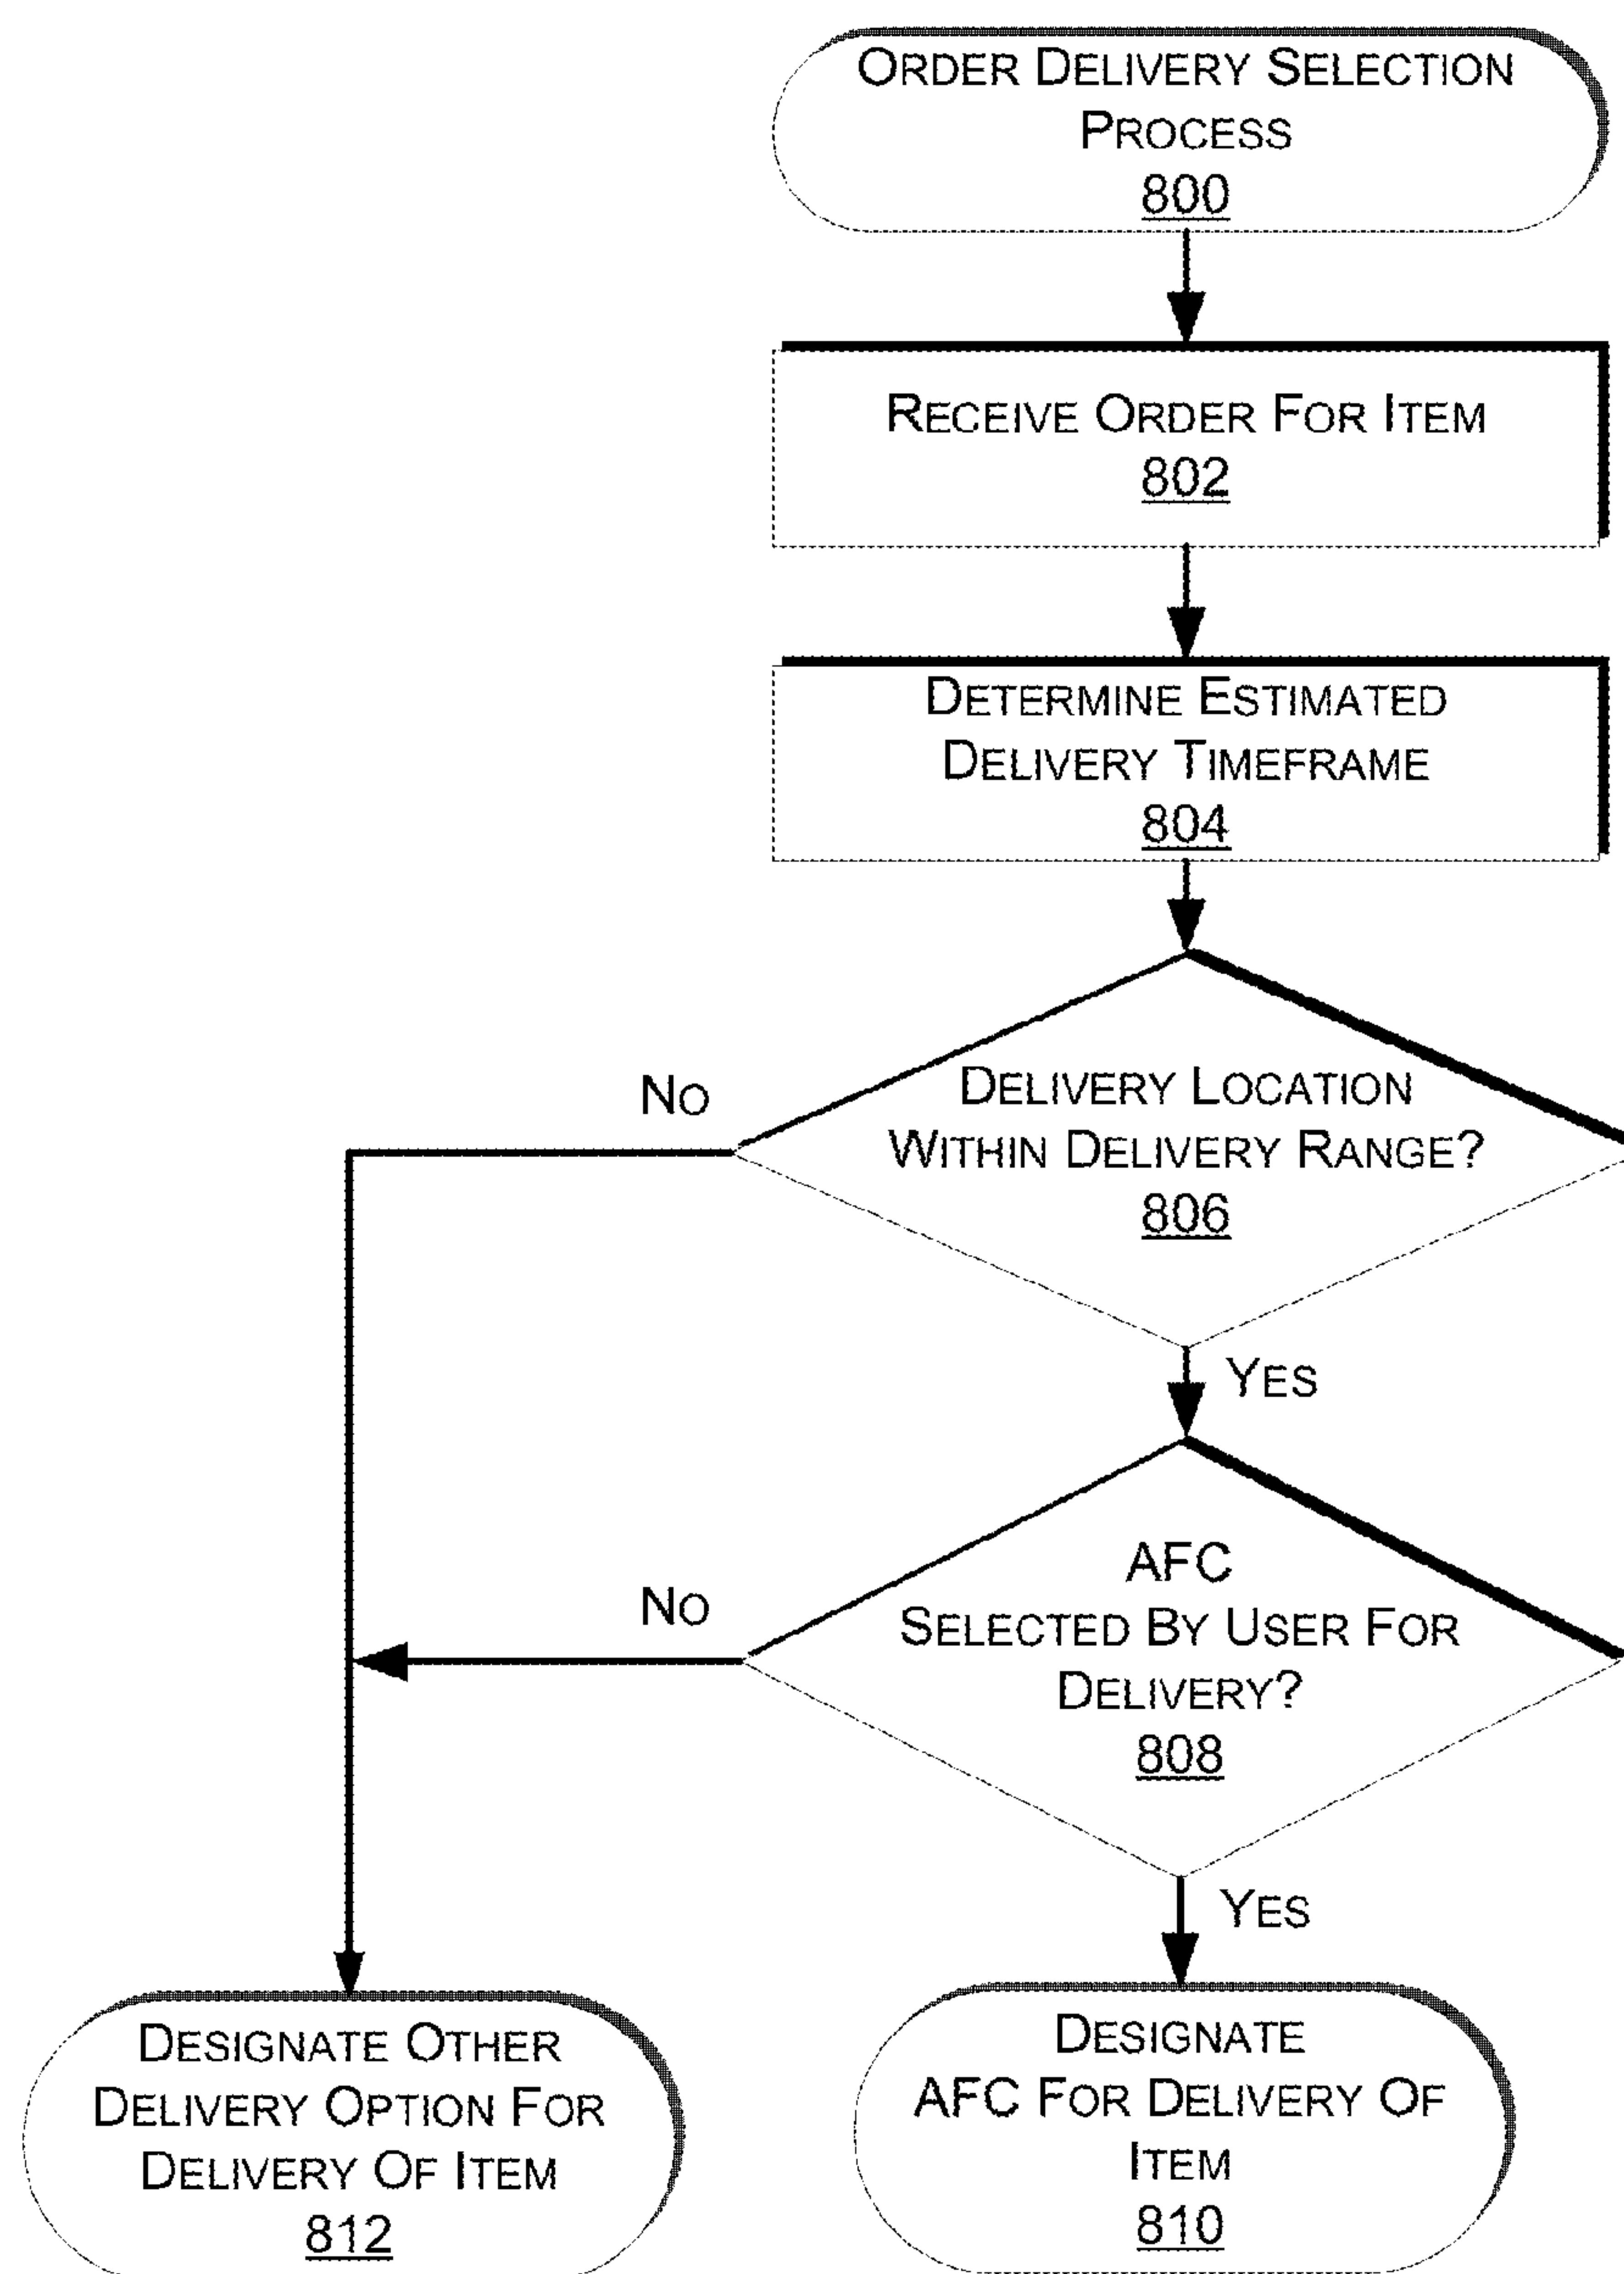 ORDER DELIVERY SELECTION
PROCESS
800
RECEIVE ORDER FOR ITEM
802
DETERMINE ESTIMATED
DELIVERY TIMEFRAME
804
NO
DELIVERY LOCATION
WITHIN DELIVERY RANGE?
806
YES
NO
AFC
SELECTED BY USER FOR
DELIVERY?
808
YES
DESIGNATE OTHER
DELIVERY OPTION FOR
DELIVERY OF ITEM
812
DESIGNATE
AFC FOR DELIVERY OF
ITEM
810